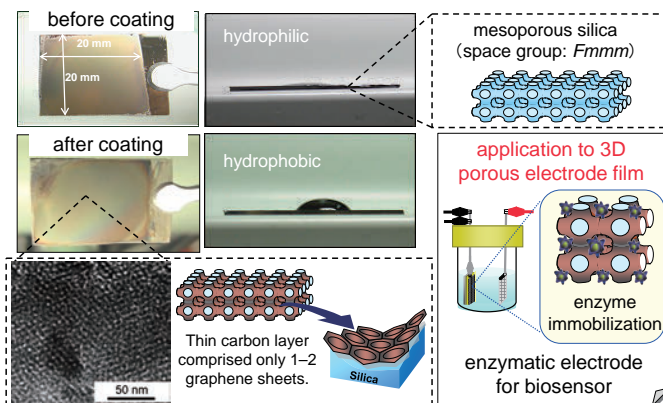 before coating
20 mm
20 mm
hydrophilic
mesoporous silica
(space group: Fmmm)
after coating
hydrophobic
application to 3D
porous electrode film
enzyme
immobilization
enzymatic electrode
for biosensor
50 nm
Thin carbon layer
comprised only 1–2
graphene sheets.
Silica